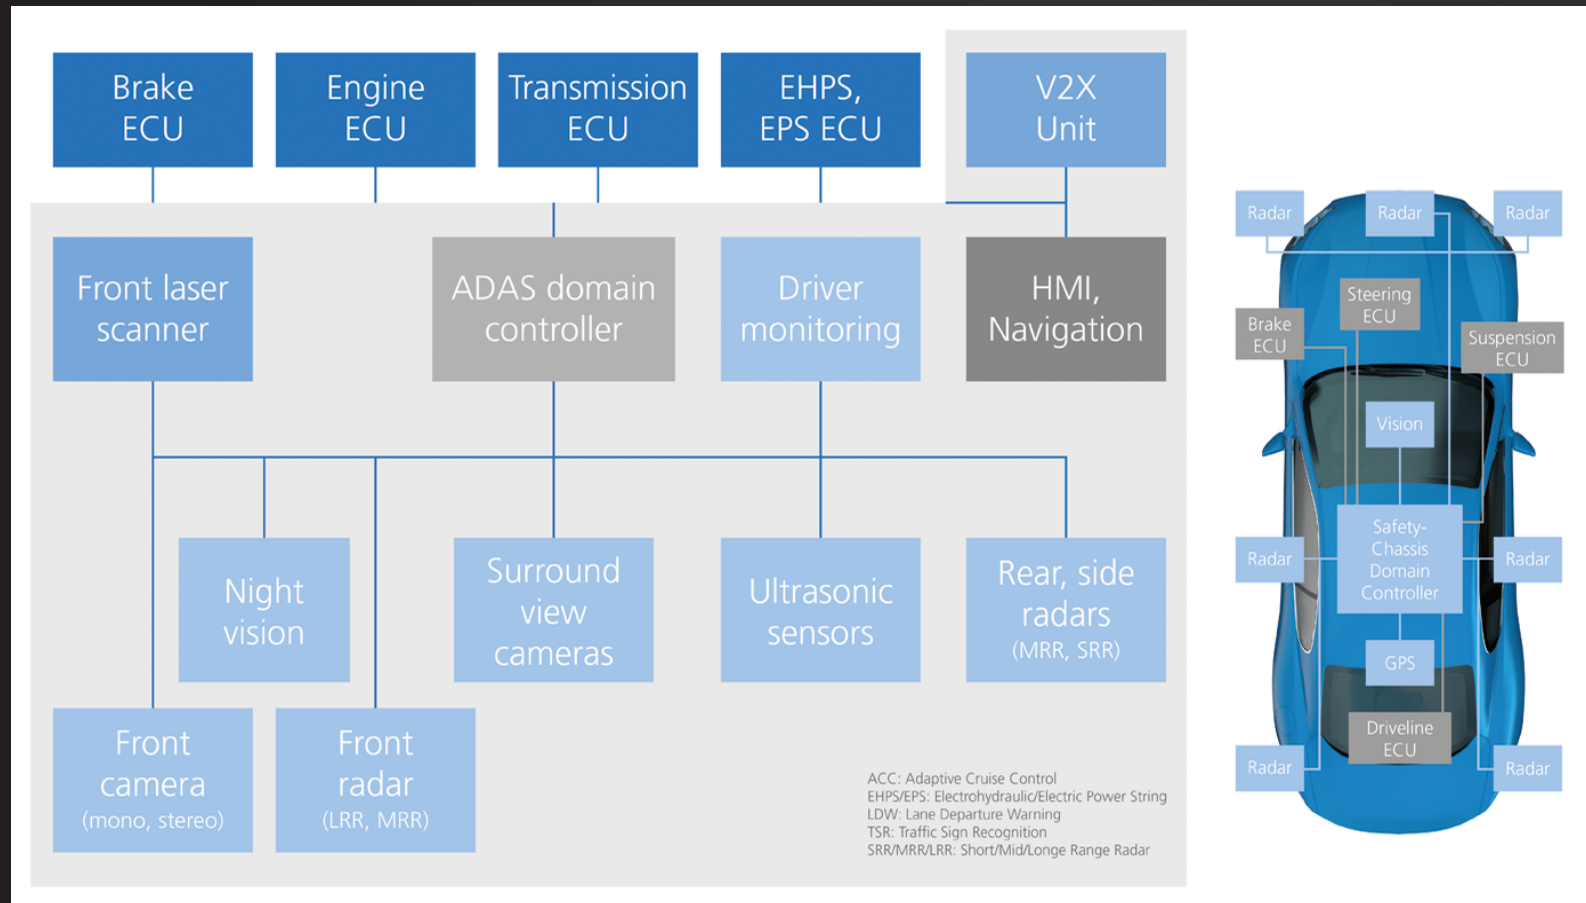 Brake
ECU
Engine
ECU
Transmission
ECU
EHPS,
EPS ECU
V2X
Unit
Front laser
scanner
ADAS domain
controller
Driver
monitoring
HMI,
Navigation
Night
vision
Surround
view
cameras
Ultrasonic
sensors
Rear, side
radars
(MRR, SRR)
Front
camera
(mono, stereo)
Front
radar
(LRR, MRR)
ACC: Adaptive Cruise Control
EHPS/EPS: Electrohydraulic/Electric Power String
LDW: Lane Departure Warning
TSR: Traffic Sign Recognition
SRR/MRR/LRR: Short/Mid/Longe Range Radar
Radar
Radar
Radar
Steering
ECU
Brake
ECU
Suspension
ECU
Vision
Safety-
Chassis
Domain
Controller
Radar
Radar
GPS
Driveline
ECU
Radar
Radar